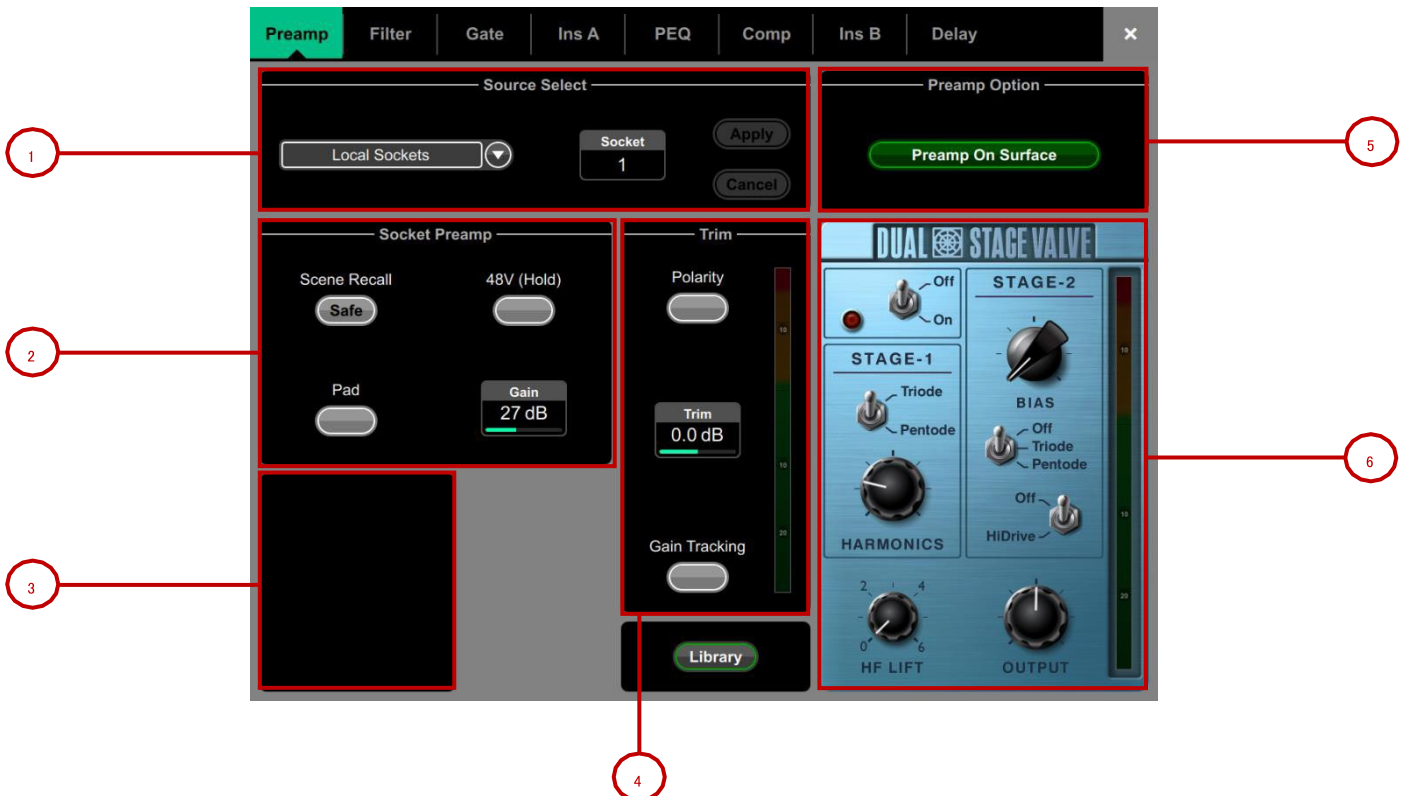 Preamp Filter Gate Ins A PEQ Comp Ins B Delay ×
Source Select
Local Sockets
Socket
1
Apply
Cancel
Preamp Option
Preamp On Surface
1
5
Socket Preamp
Scene Recall
Safe
48V (Hold)
Pad
Gain
27 dB
2
Trim
Polarity
Trim
0.0 dB
Gain Tracking
10
10
20
Library
3
4
DUAL STAGE VALVE
Off
On
STAGE-1
Triode
Pentode
HARMONICS
STAGE-2
BIAS
Off
Triode
Pentode
Off
HiDrive
0 2 4 6
HF LIFT
OUTPUT
10
10
20
6